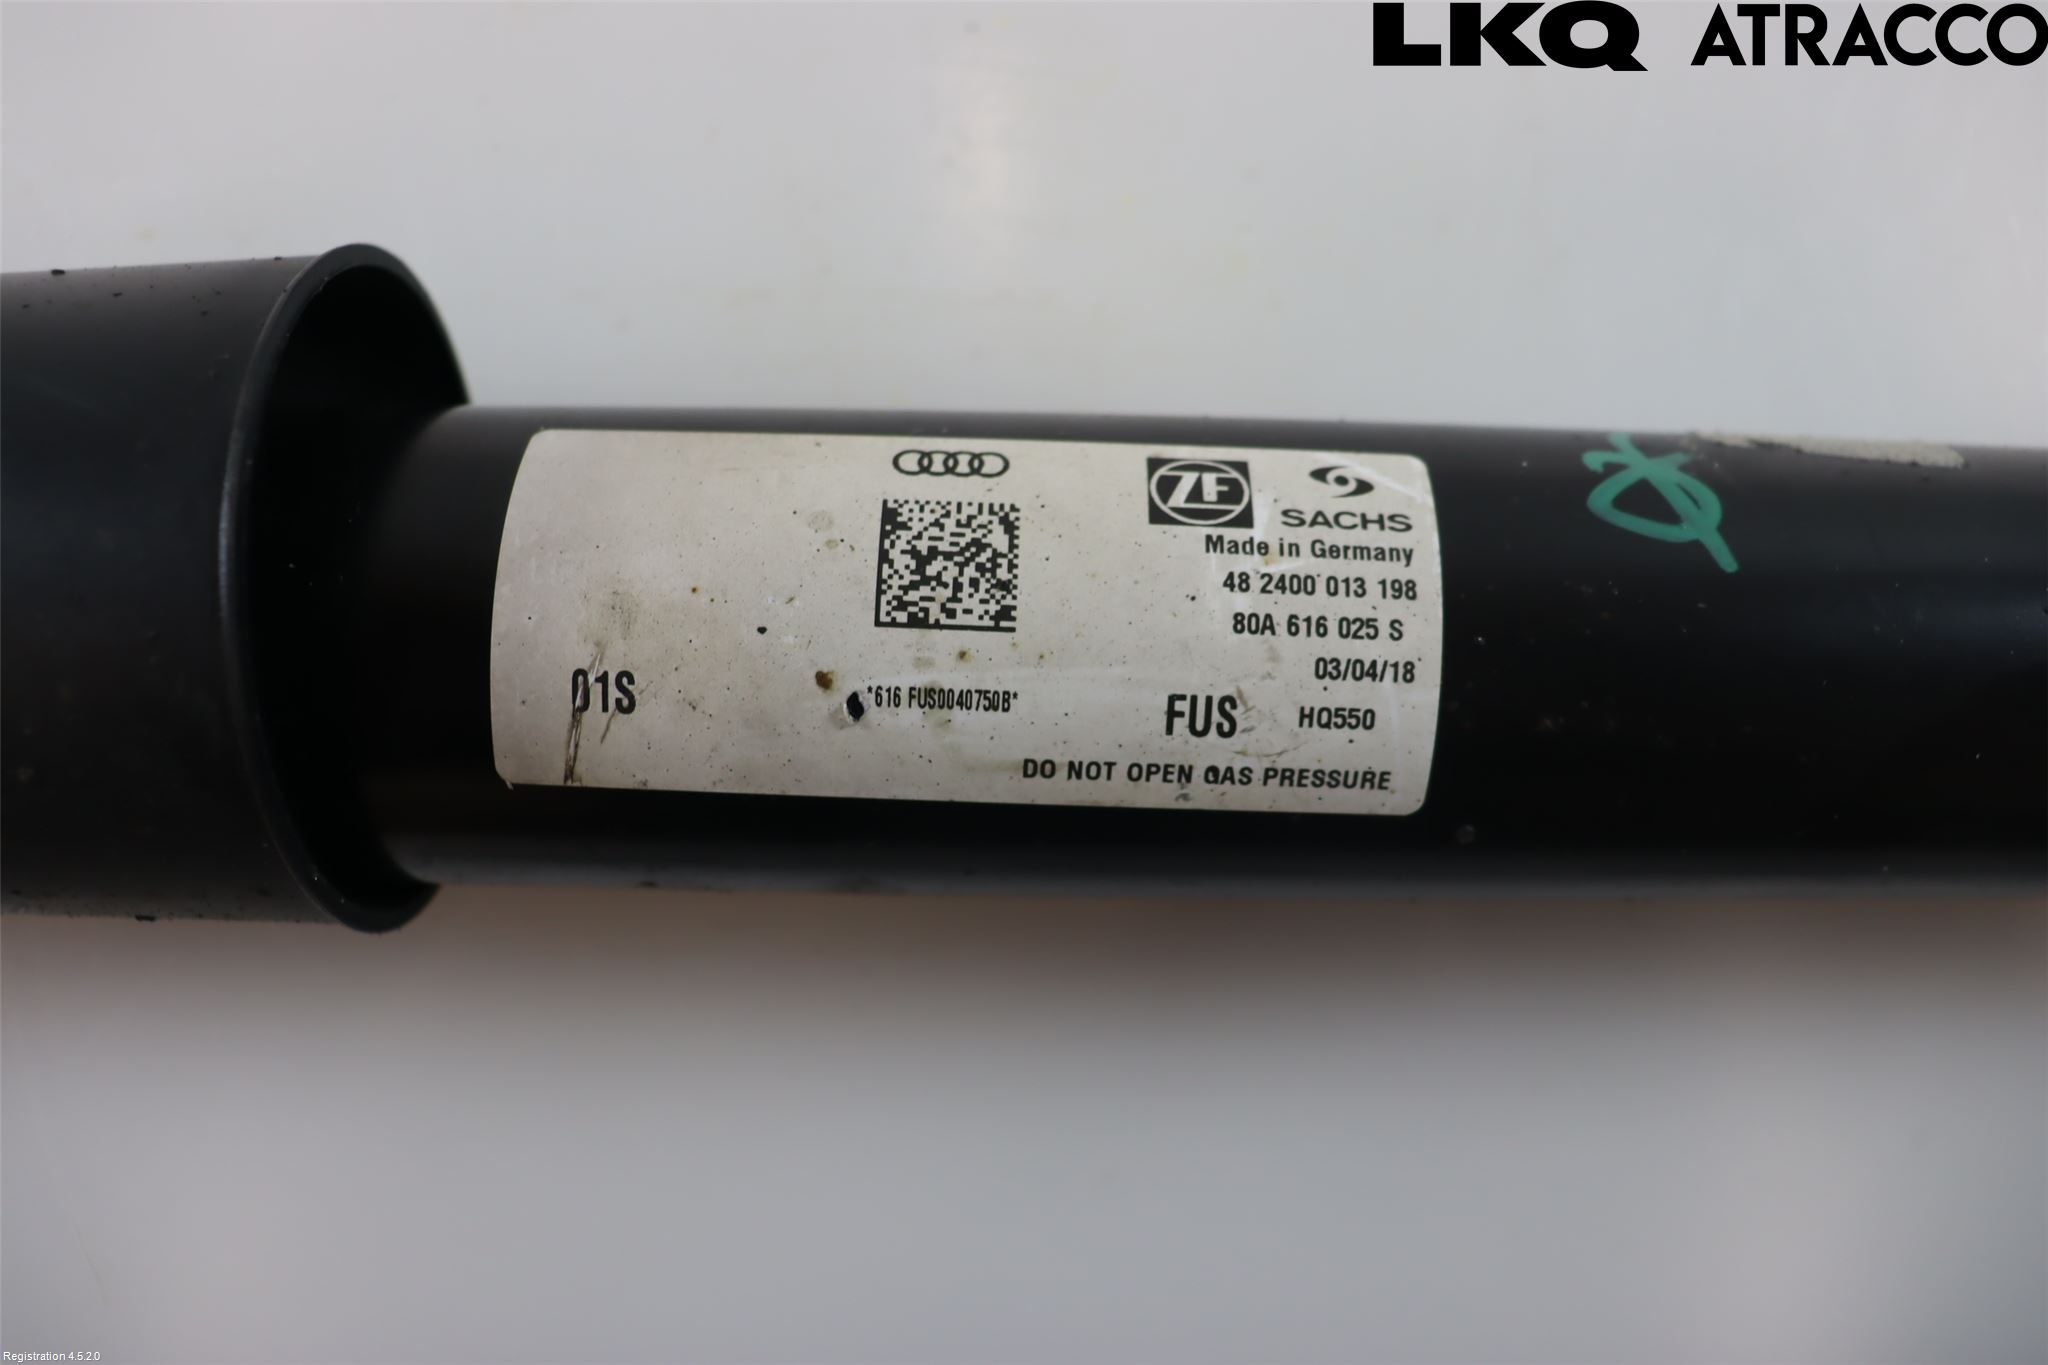 LKQ ATRACCO
ZF
SACHS
Made in Germany
48 2400 013 198
80A 616 025 S
03/04/18
01S
*616 FUS0040750B*
FUS
HQ550
DO NOT OPEN GAS PRESSURE
Registration 4.5.2.0